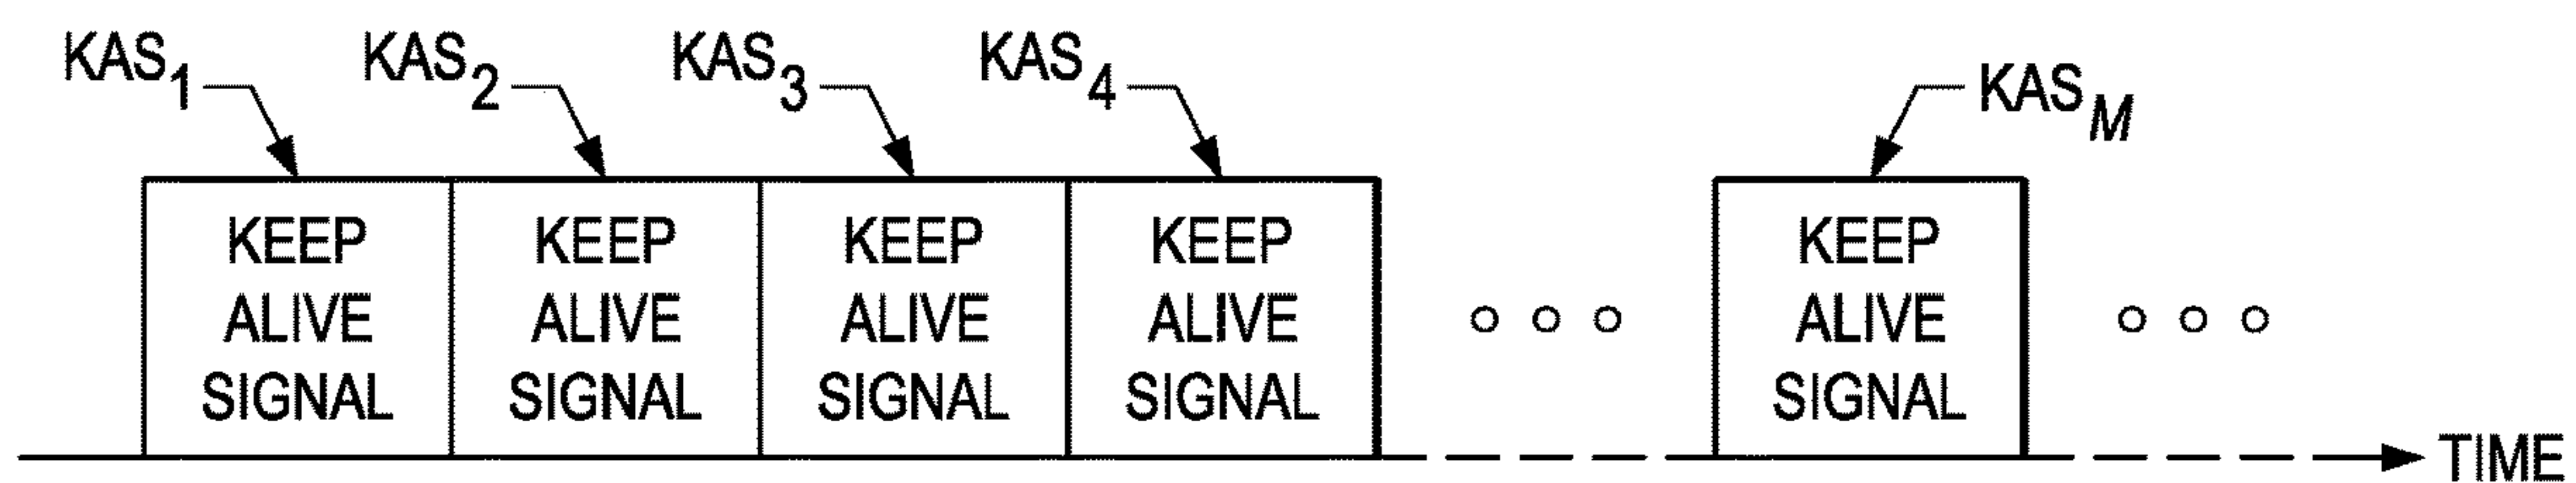 KAS₁ KAS₂ KAS₃ KAS₄ KAS_M
KEEP KEEP KEEP KEEP KEEP
ALIVE ALIVE ALIVE ALIVE ALIVE
SIGNAL SIGNAL SIGNAL SIGNAL SIGNAL
TIME